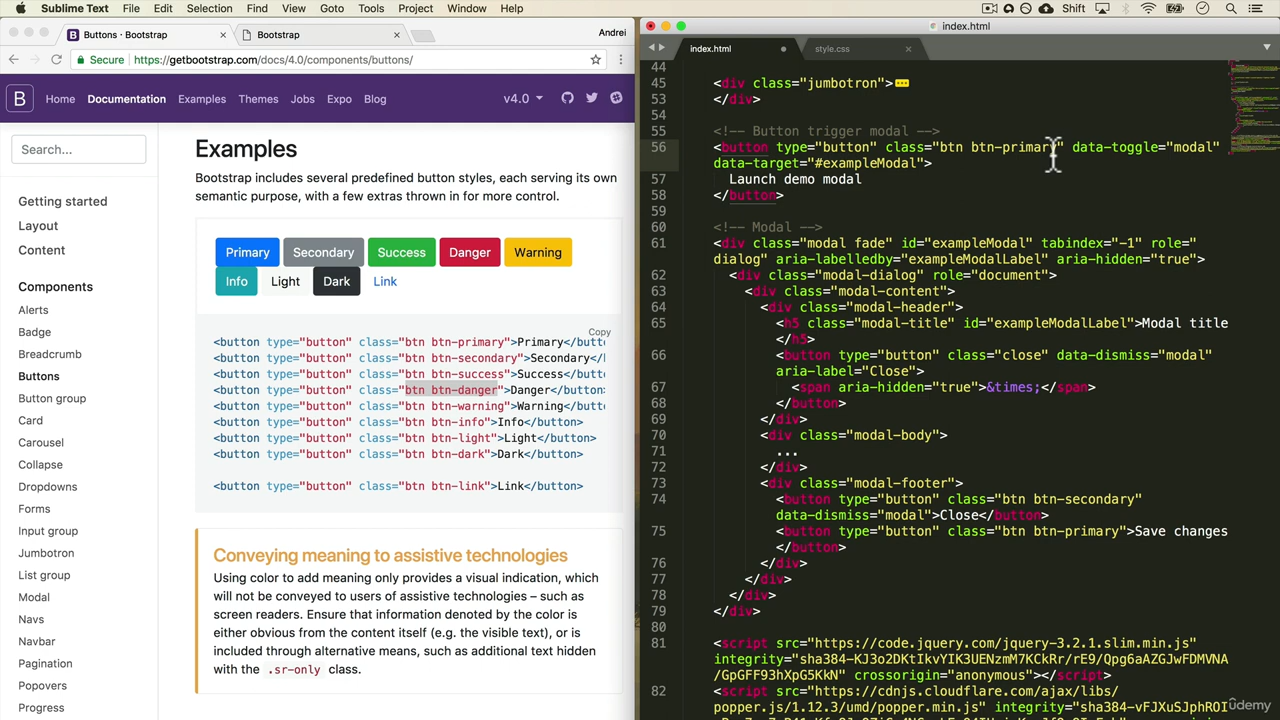 Sublime Text File Edit Selection Find View Goto Tools Project Window Help Shift
Buttons · Bootstrap
Bootstrap
Andrei
Secure https://getbootstrap.com/docs/4.0/components/buttons/
B Home Documentation Examples Themes Jobs Expo Blog v4.0
Search...
Getting started
Layout
Content
Components
Alerts
Badge
Breadcrumb
Buttons
Button group
Card
Carousel
Collapse
Dropdowns
Forms
Input group
Jumbotron
List group
Modal
Navs
Navbar
Pagination
Popovers
Progress
Examples
Bootstrap includes several predefined button styles, each serving its own
semantic purpose, with a few extras thrown in for more control.
Primary Secondary Success Danger Warning
Info Light Dark Link
Copy
<button type="button" class="btn btn-primary">Primary</butt
<button type="button" class="btn btn-secondary">Secondary</
<button type="button" class="btn btn-success">Success</butt
<button type="button" class="btn btn-danger">Danger</button>
<button type="button" class="btn btn-warning">Warning</butt
<button type="button" class="btn btn-info">Info</button>
<button type="button" class="btn btn-light">Light</button>
<button type="button" class="btn btn-dark">Dark</button>
<button type="button" class="btn btn-link">Link</button>
Conveying meaning to assistive technologies
Using color to add meaning only provides a visual indication, which
will not be conveyed to users of assistive technologies – such as
screen readers. Ensure that information denoted by the color is
either obvious from the content itself (e.g. the visible text), or is
included through alternative means, such as additional text hidden
with the .sr-only class.
index.html
index.html
style.css
44
45 <div class="jumbotron">
53 </div>
54
55 <!-- Button trigger modal -->
56 <button type="button" class="btn btn-primary" data-toggle="modal"
data-target="#exampleModal">
57 Launch demo modal
58 </button>
59
60 <!-- Modal -->
61 <div class="modal fade" id="exampleModal" tabindex="-1" role="
dialog" aria-labelledby="exampleModalLabel" aria-hidden="true">
62 <div class="modal-dialog" role="document">
63 <div class="modal-content">
64 <div class="modal-header">
65 <h5 class="modal-title" id="exampleModalLabel">Modal title
</h5>
66 <button type="button" class="close" data-dismiss="modal"
aria-label="Close">
67 <span aria-hidden="true">&times;</span>
68 </button>
69 </div>
70 <div class="modal-body">
71 ...
72 </div>
73 <div class="modal-footer">
74 <button type="button" class="btn btn-secondary"
data-dismiss="modal">Close</button>
75 <button type="button" class="btn btn-primary">Save changes
</button>
76 </div>
77 </div>
78 </div>
79 </div>
80
81 <script src="https://code.jquery.com/jquery-3.2.1.slim.min.js"
integrity="sha384-KJ3o2DKtIkvYIK3UENzmM7KCkRr/rE9/Qpg6aAZGJwFDMVNA
/GpGFF93hXpG5KkN" crossorigin="anonymous"></script>
82 <script src="https://cdnjs.cloudflare.com/ajax/libs/
popper.js/1.12.3/umd/popper.min.js" integrity="sha384-vFJXuSJphROI
udemy